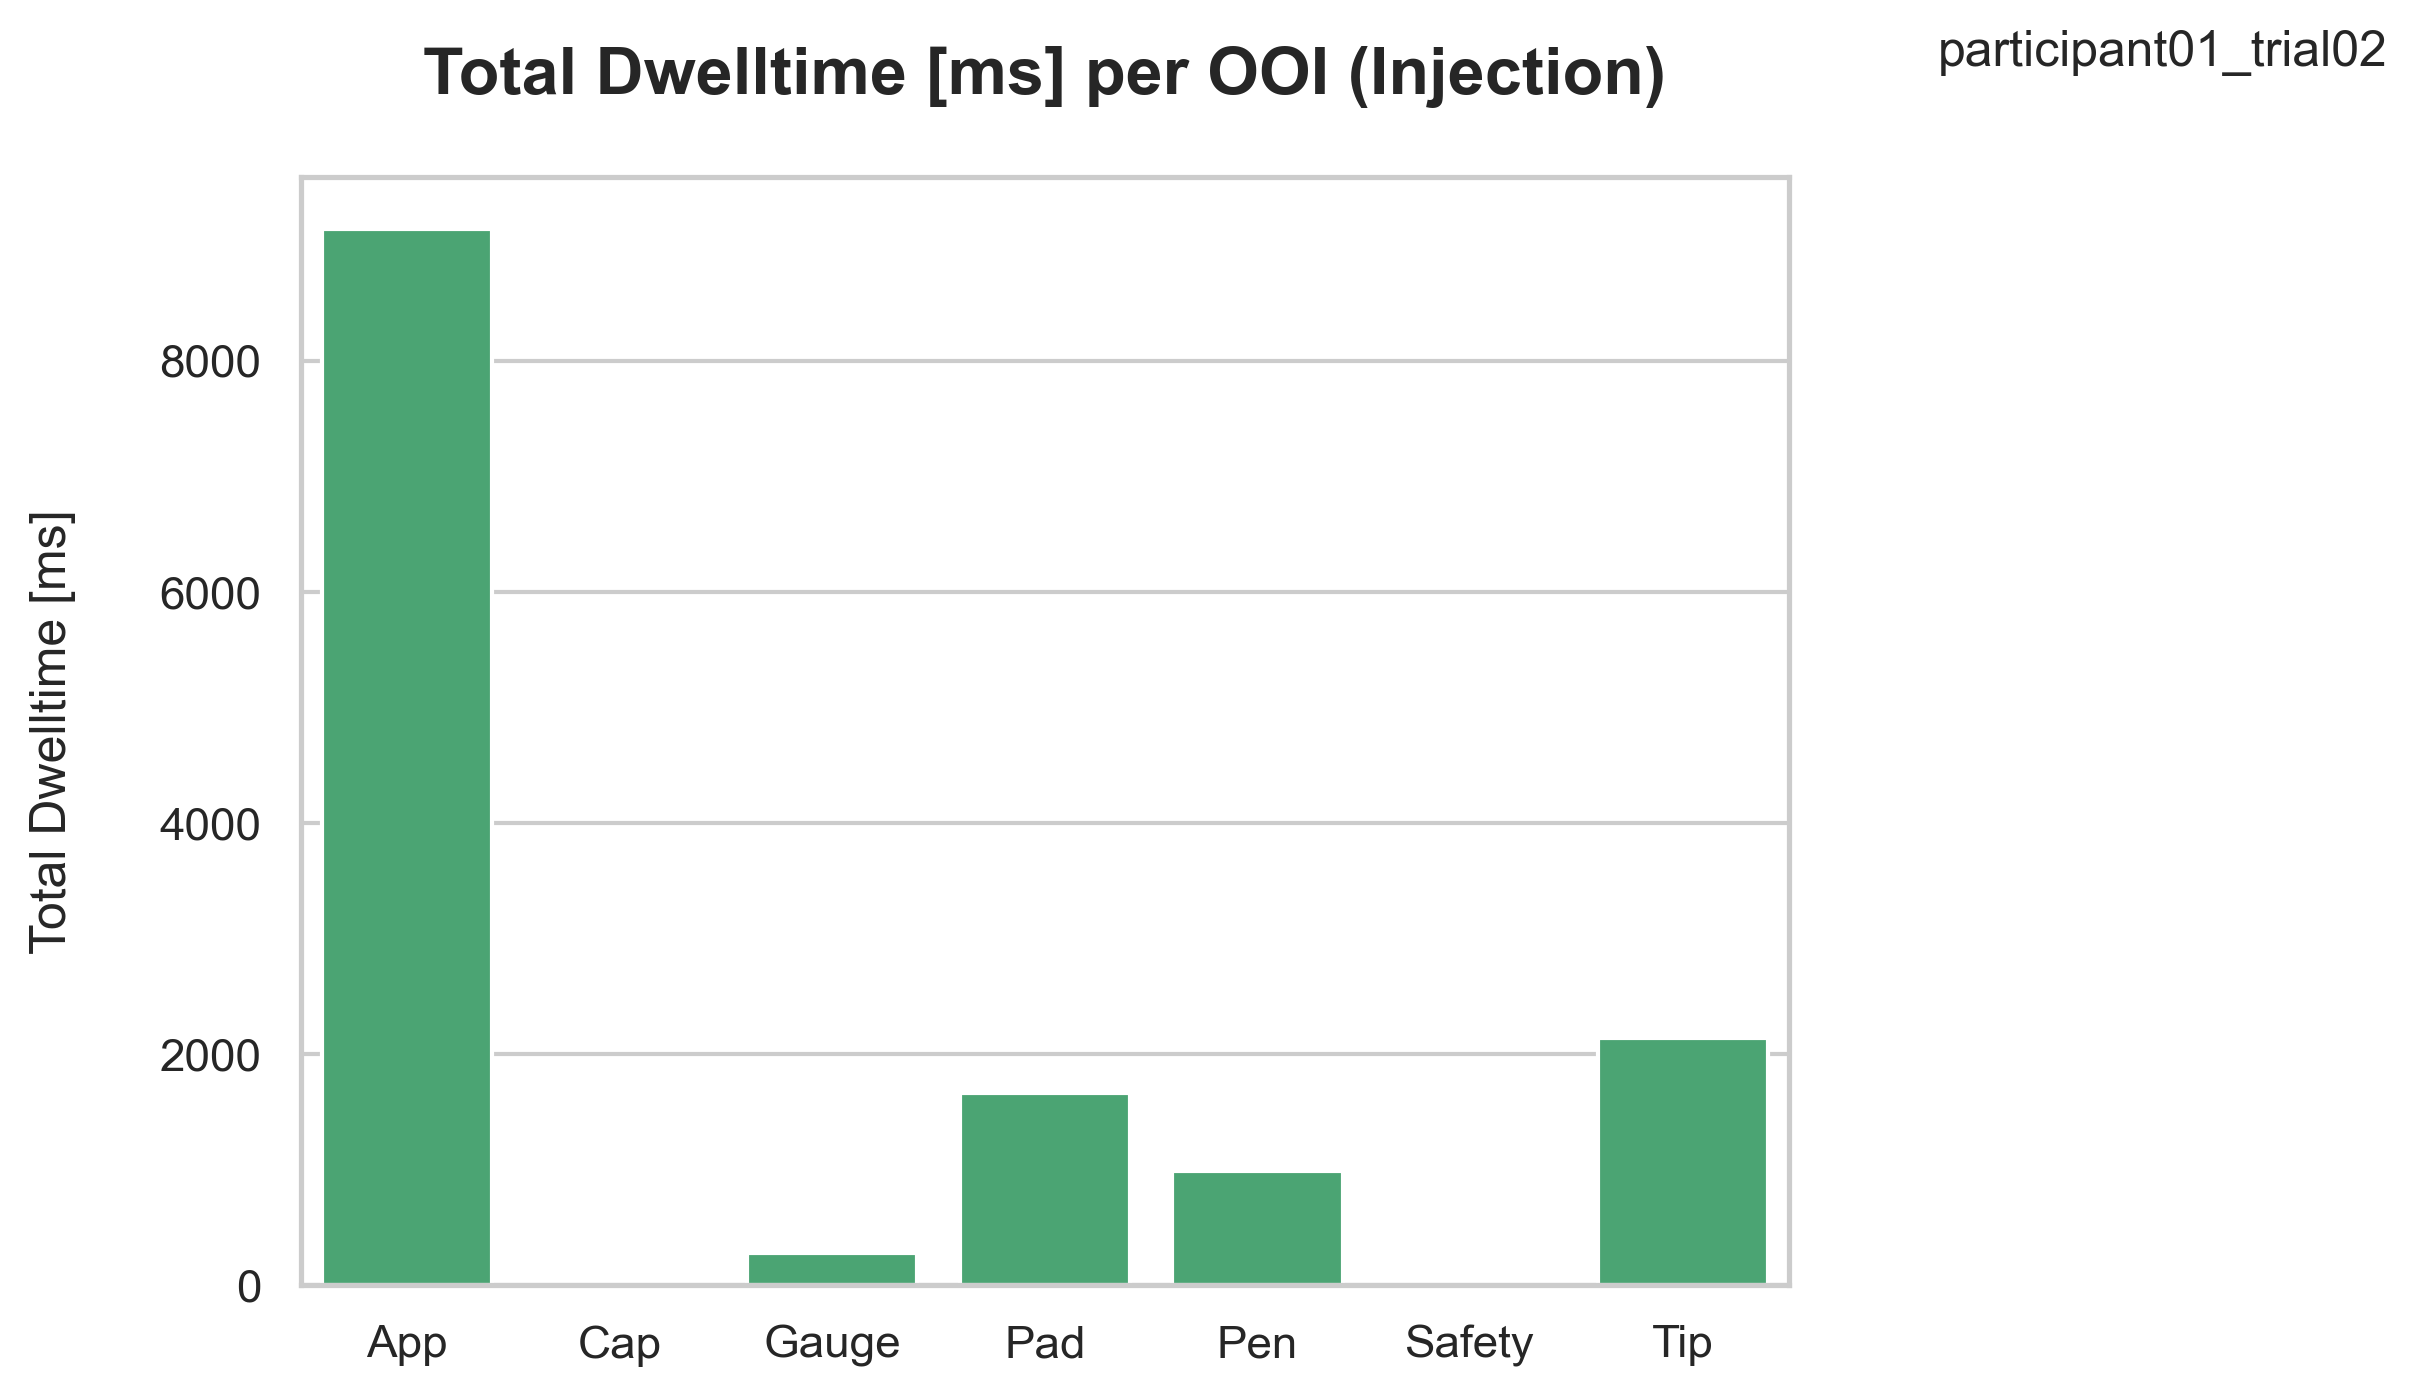 participant01_trial02
Total Dwelltime [ms] per OOI (Injection)
Total Dwelltime [ms]
8000
6000
4000
2000
0
App Cap Gauge Pad Pen Safety Tip